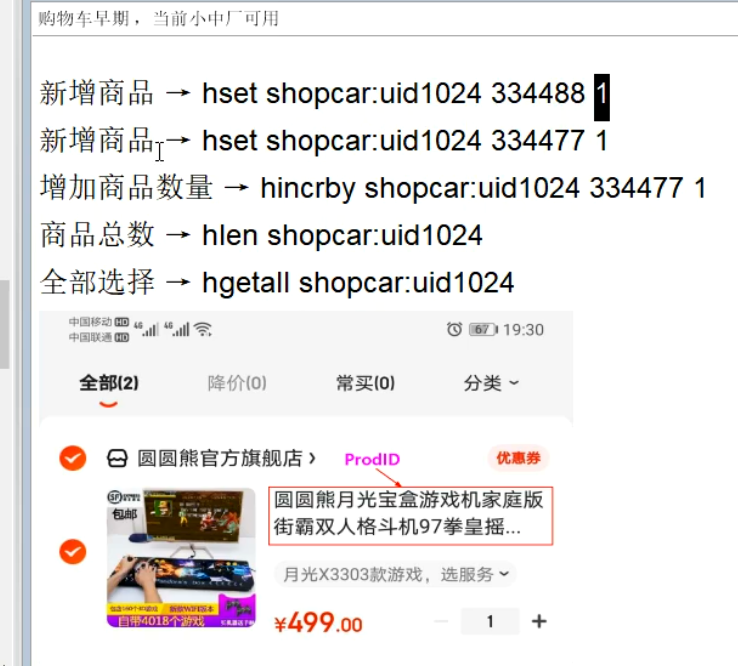 购物车早期，当前小中厂可用
新增商品 → hset shopcar:uid1024 334488 1
新增商品 → hset shopcar:uid1024 334477 1
增加商品数量 → hincrby shopcar:uid1024 334477 1
商品总数 → hlen shopcar:uid1024
全部选择 → hgetall shopcar:uid1024
中国移动 HD 4G 4G 67 19:30
中国联通 HD
全部(2) 降价(0) 常买(0) 分类
圆圆熊官方旗舰店 › ProdID 优惠券
SF
包邮
圆圆熊月光宝盒游戏机家庭版
街霸双人格斗机97拳皇摇...
月光X3303款游戏，选服务
自带4018个游戏
¥499.00 1 +